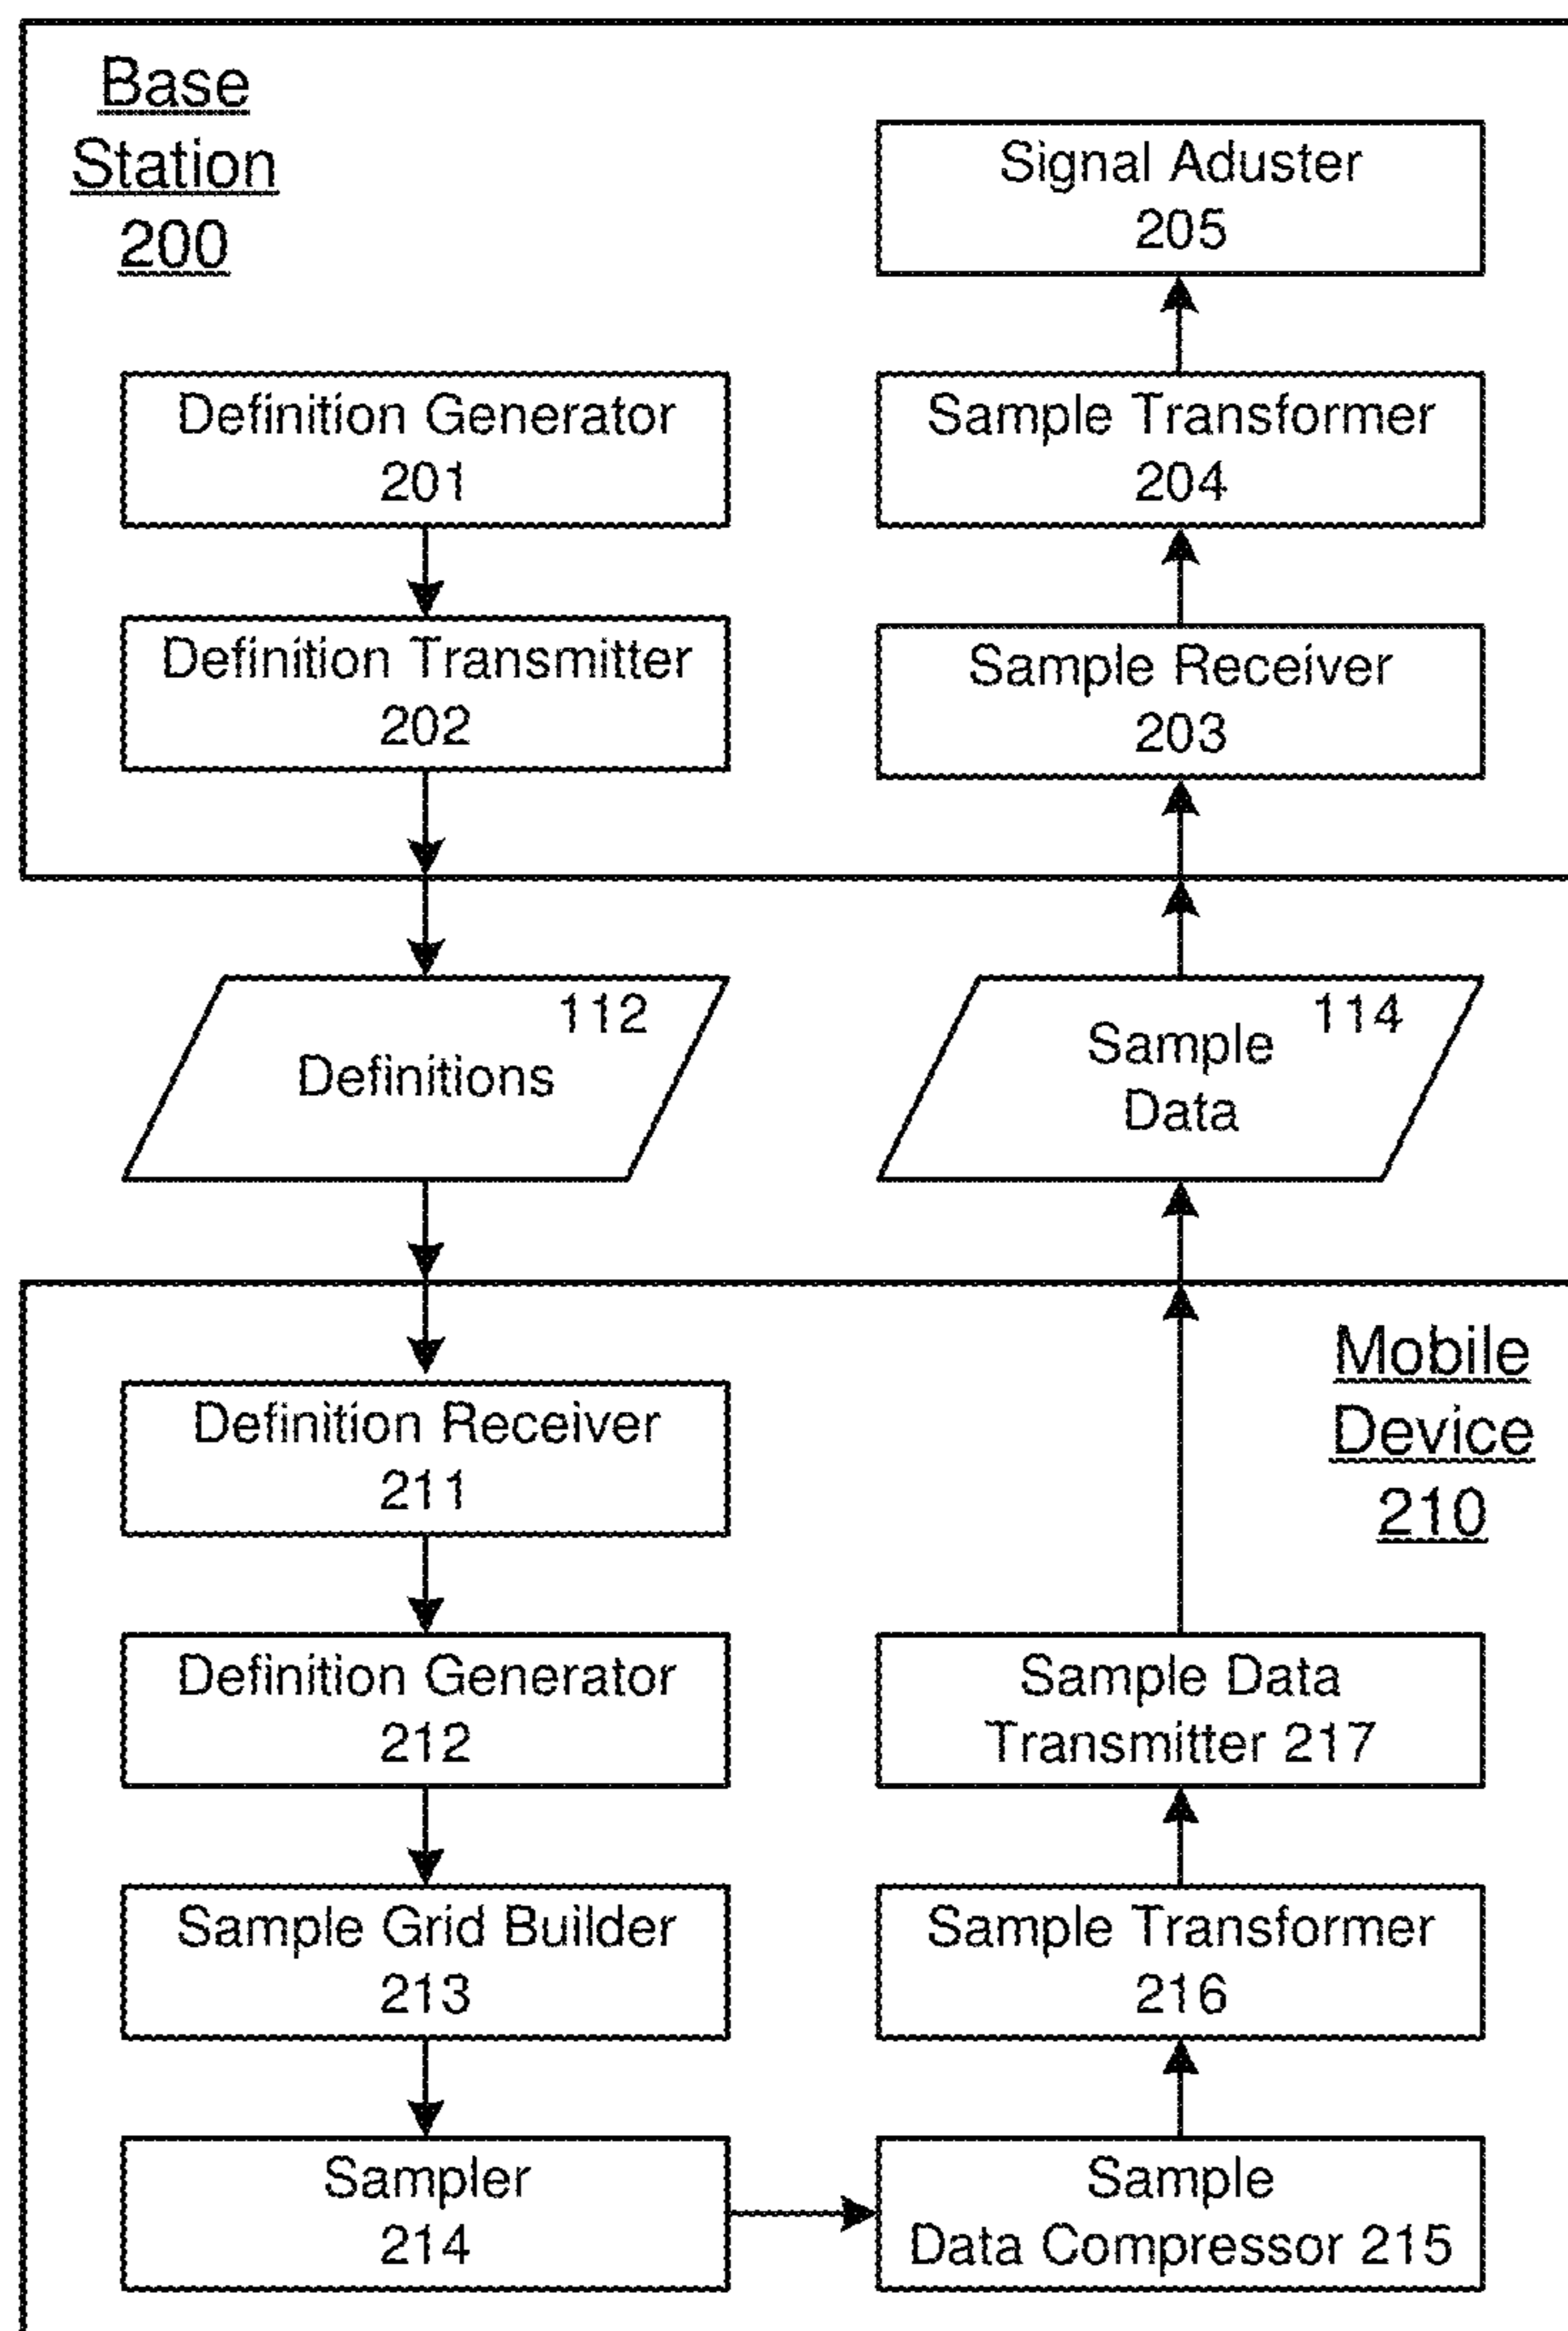 Base
Station
200
Definition Generator
201
Definition Transmitter
202
Signal Aduster
205
Sample Transformer
204
Sample Receiver
203
112
Definitions
114
Sample
Data
Mobile
Device
210
Definition Receiver
211
Definition Generator
212
Sample Grid Builder
213
Sampler
214
Sample Data
Transmitter 217
Sample Transformer
216
Sample
Data Compressor 215